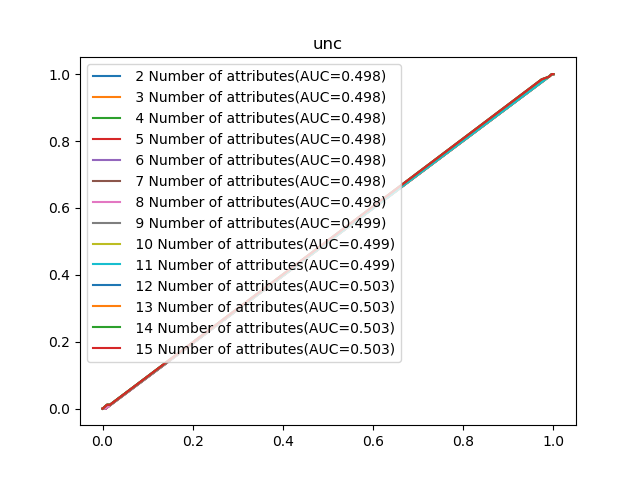 unc
2 Number of attributes(AUC=0.498)
3 Number of attributes(AUC=0.498)
4 Number of attributes(AUC=0.498)
5 Number of attributes(AUC=0.498)
6 Number of attributes(AUC=0.498)
7 Number of attributes(AUC=0.498)
8 Number of attributes(AUC=0.498)
9 Number of attributes(AUC=0.499)
10 Number of attributes(AUC=0.499)
11 Number of attributes(AUC=0.499)
12 Number of attributes(AUC=0.503)
13 Number of attributes(AUC=0.503)
14 Number of attributes(AUC=0.503)
15 Number of attributes(AUC=0.503)
1.0
0.8
0.6
0.4
0.2
0.0
0.0 0.2 0.4 0.6 0.8 1.0